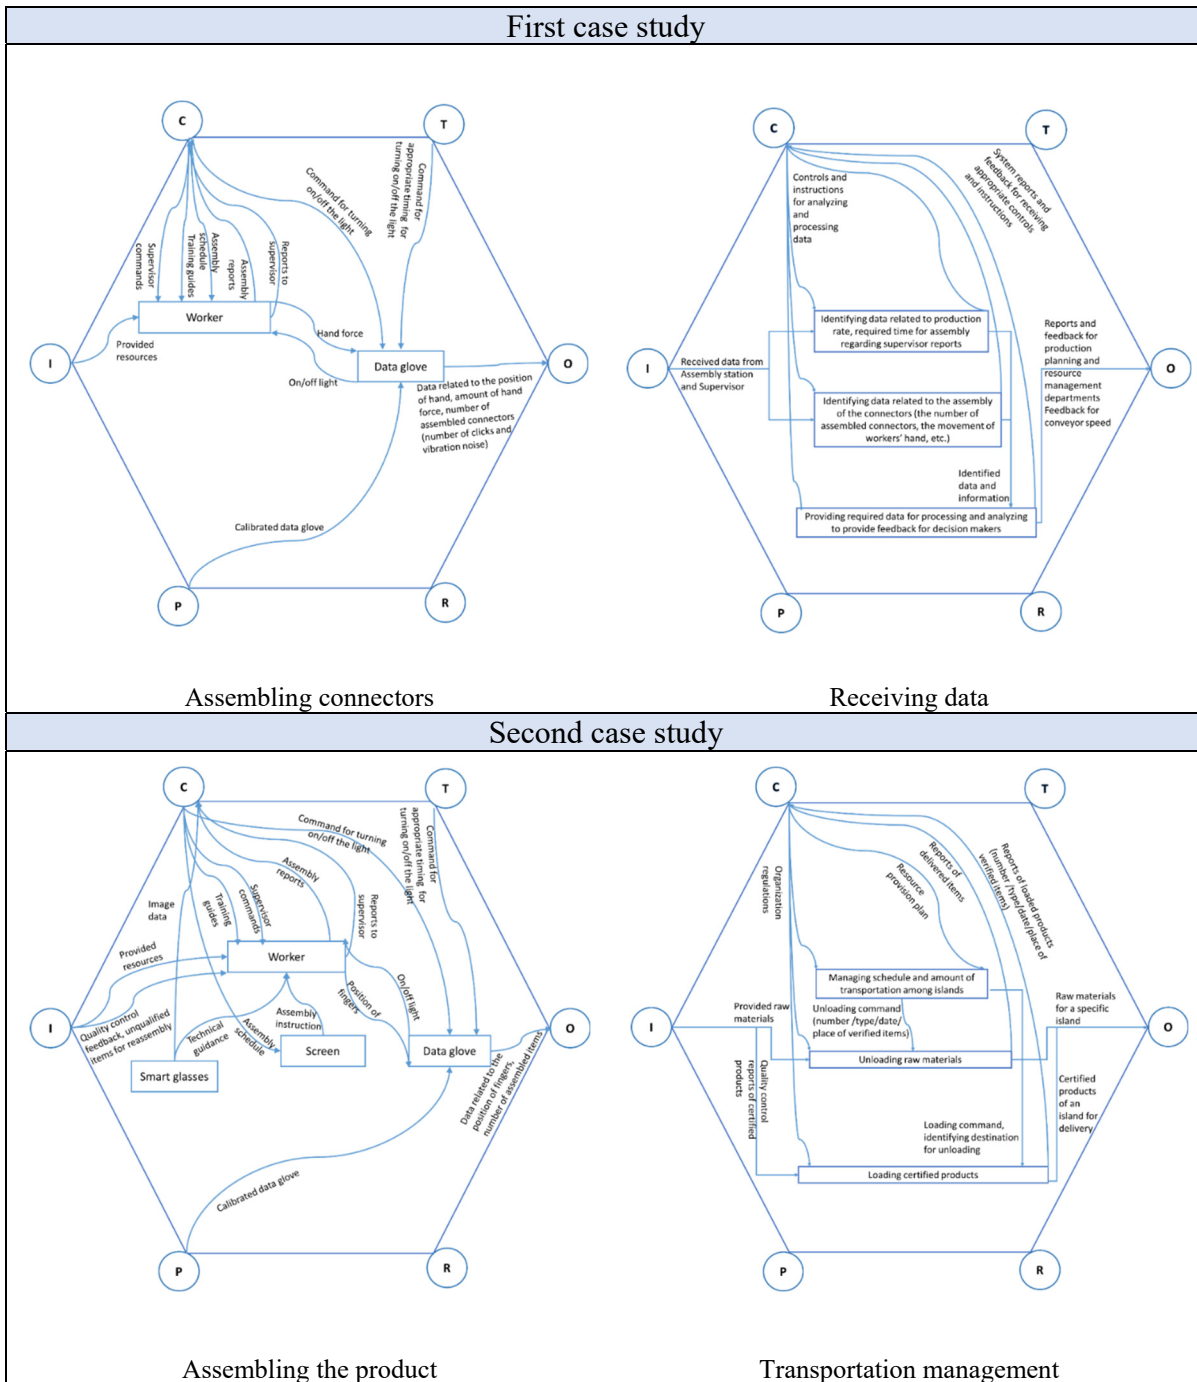 First case study
C
T
Command for turning
on/off the light
Command for
appropriate timing for
turning on/off the light
Supervisor
commands
Training guides
Assembly
schedule
Assembly
reports
Reports to
supervisor
Worker
Provided
resources
Hand force
I
On/off light
Data glove
O
Data related to the position
of hand, amount of hand
force, number of
assembled connectors
(number of clicks and
vibration noise)
Calibrated data glove
P
R
Assembling connectors
C
T
Controls and
instructions
for analyzing
and
processing
data
System reports and
feedback for receiving
appropriate controls
and instructions
Identifying data related to production
rate, required time for assembly
regarding supervisor reports
Reports and
feedback for
production
planning and
resource
management
departments
Feedback for
conveyor speed
I
Received data from
Assembly station
and Supervisor
O
Identifying data related to the assembly
of the connectors (the number of
assembled connectors, the movement of
workers' hand, etc.)
Identified
data and
information
Providing required data for processing and analyzing
to provide feedback for decision makers
P
R
Receiving data
Second case study
C
T
Command for turning
on/off the light
Command for
appropriate timing for
turning on/off the light
Assembly
reports
Image
data
Training
guides
Supervisor
commands
Reports to
supervisor
Provided
resources
Worker
Position of
fingers
On/off light
I
Quality control
feedback, unqualified
items for reassembly
Technical
guidance
Assembly
schedule
Assembly
instruction
Screen
Data glove
O
Smart glasses
Data related to the
position of fingers,
number of assembled items
Calibrated data glove
P
R
Assembling the product
C
T
Organization
regulations
Resource
provision plan
Reports of
delivered items
Reports of loaded products
(number /type/date/place of
verified items)
Managing schedule and amount of
transportation among islands
Provided raw
materials
Unloading command
(number /type/date/
place of verified items)
Raw materials
for a specific
island
I
O
Unloading raw materials
Quality control
reports of certified
products
Certified
products
of an
island for
delivery
Loading command,
identifying destination
for unloading
Loading certified products
P
R
Transportation management